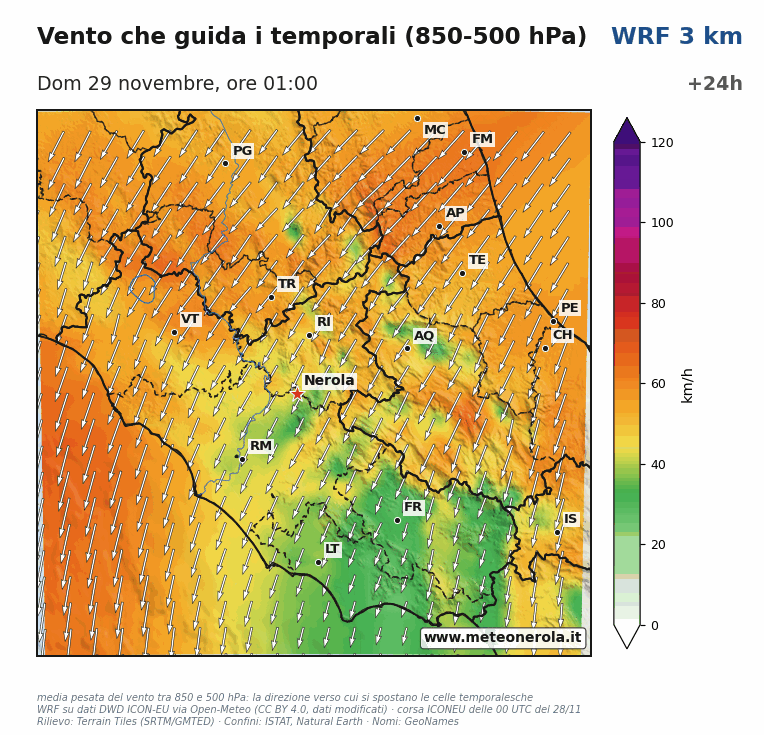 Vento che guida i temporali (850-500 hPa) WRF 3 km
Dom 29 novembre, ore 01:00 +24h
MC
FM
PG
AP
TE
TR
PE
VT
RI
CH
AQ
Nerola
RM
FR
IS
LT
www.meteonerola.it
120
100
80
60
40
20
0
km/h
media pesata del vento tra 850 e 500 hPa: la direzione verso cui si spostano le celle temporalesche
WRF su dati DWD ICON-EU via Open-Meteo (CC BY 4.0, dati modificati) · corsa ICONEU delle 00 UTC del 28/11
Rilievo: Terrain Tiles (SRTM/GMTED) · Confini: ISTAT, Natural Earth · Nomi: GeoNames